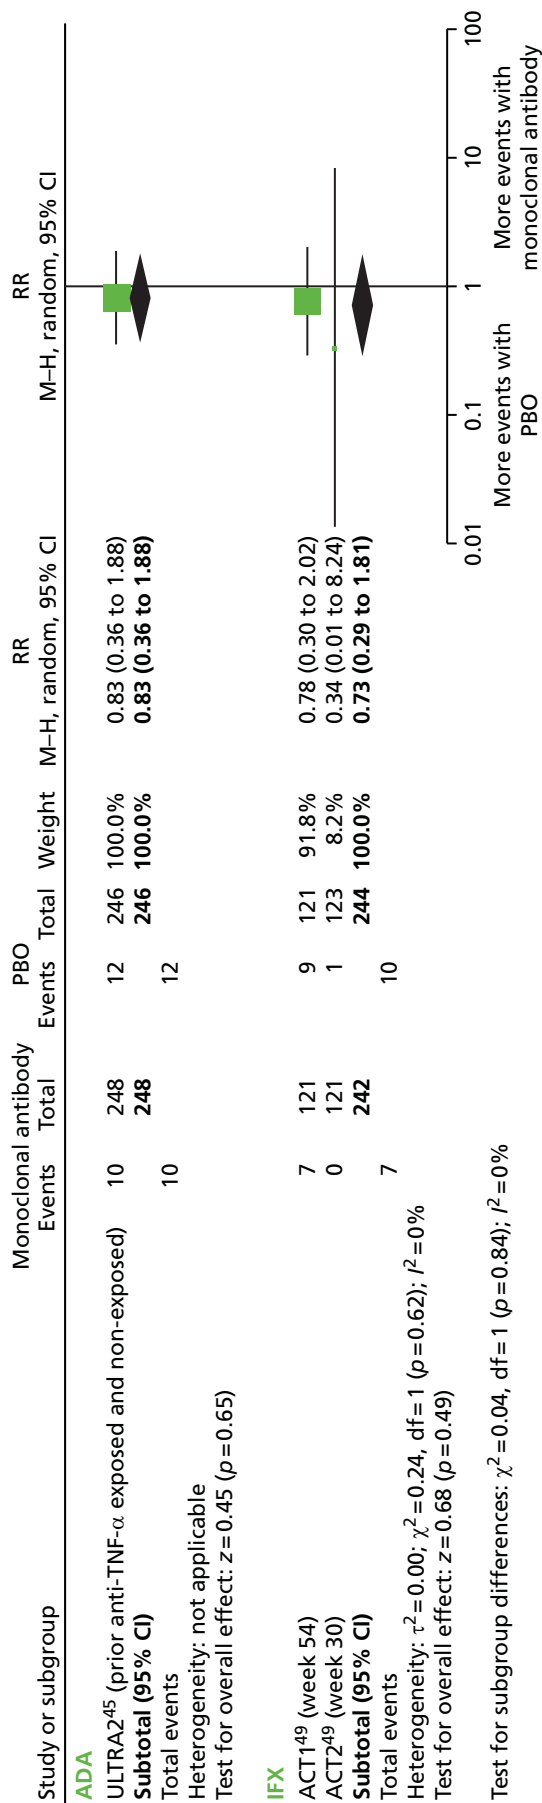 Monoclonal antibody PBO RR RR
Study or subgroup Events Total Events Total Weight M–H, random, 95% CI M–H, random, 95% CI
ADA
ULTRA2⁴⁵ (prior anti-TNF-α exposed and non-exposed) 10 248 12 246 100.0% 0.83 (0.36 to 1.88)
Subtotal (95% CI) 248 246 100.0% 0.83 (0.36 to 1.88)
Total events 10 12
Heterogeneity: not applicable
Test for overall effect: z=0.45 (p=0.65)
IFX
ACT1⁴⁹ (week 54) 7 121 9 121 91.8% 0.78 (0.30 to 2.02)
ACT2⁴⁹ (week 30) 0 121 1 123 8.2% 0.34 (0.01 to 8.24)
Subtotal (95% CI) 242 244 100.0% 0.73 (0.29 to 1.81)
Total events 7 10
Heterogeneity: τ²=0.00; χ²=0.24, df=1 (p=0.62); I²=0%
Test for overall effect: z=0.68 (p=0.49)
0.01 0.1 1 10 100
Test for subgroup differences: χ²=0.04, df=1 (p=0.84); I²=0%
More events with More events with
PBO monoclonal antibody